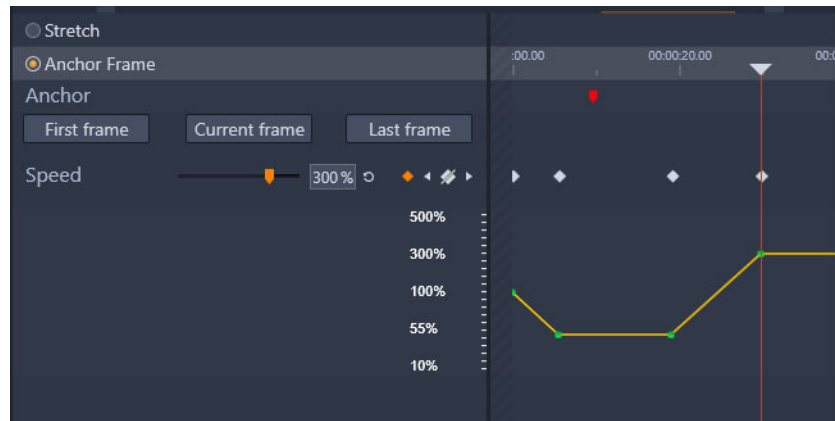 Stretch
Anchor Frame
:00.00 00:00:20.00 00:0
Anchor
First frame Current frame Last frame
Speed 300 %
500%
300%
100%
55%
10%